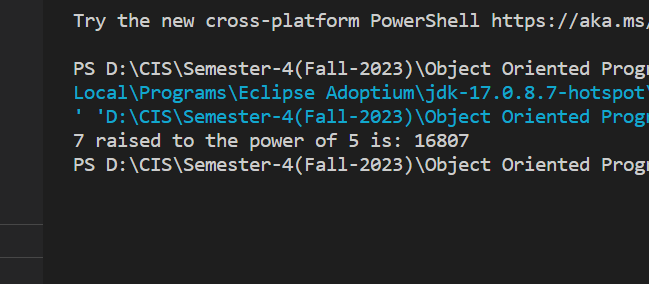 Try the new cross-platform PowerShell https://aka.ms/
PS D:\CIS\Semester-4(Fall-2023)\Object Oriented Progr
Local\Programs\Eclipse Adoptium\jdk-17.0.8.7-hotspot\
' 'D:\CIS\Semester-4(Fall-2023)\Object Oriented Progr
7 raised to the power of 5 is: 16807
PS D:\CIS\Semester-4(Fall-2023)\Object Oriented Progr